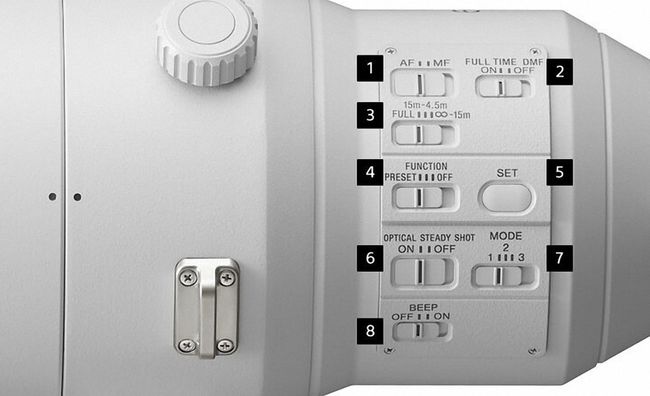 1
AF MF
FULL TIME DMF
ON OFF
2
3
15m-4.5m
FULL ∞-15m
4
FUNCTION
PRESET OFF
SET
5
6
OPTICAL STEADY SHOT
ON OFF
MODE
2
1 3
7
8
BEEP
OFF ON